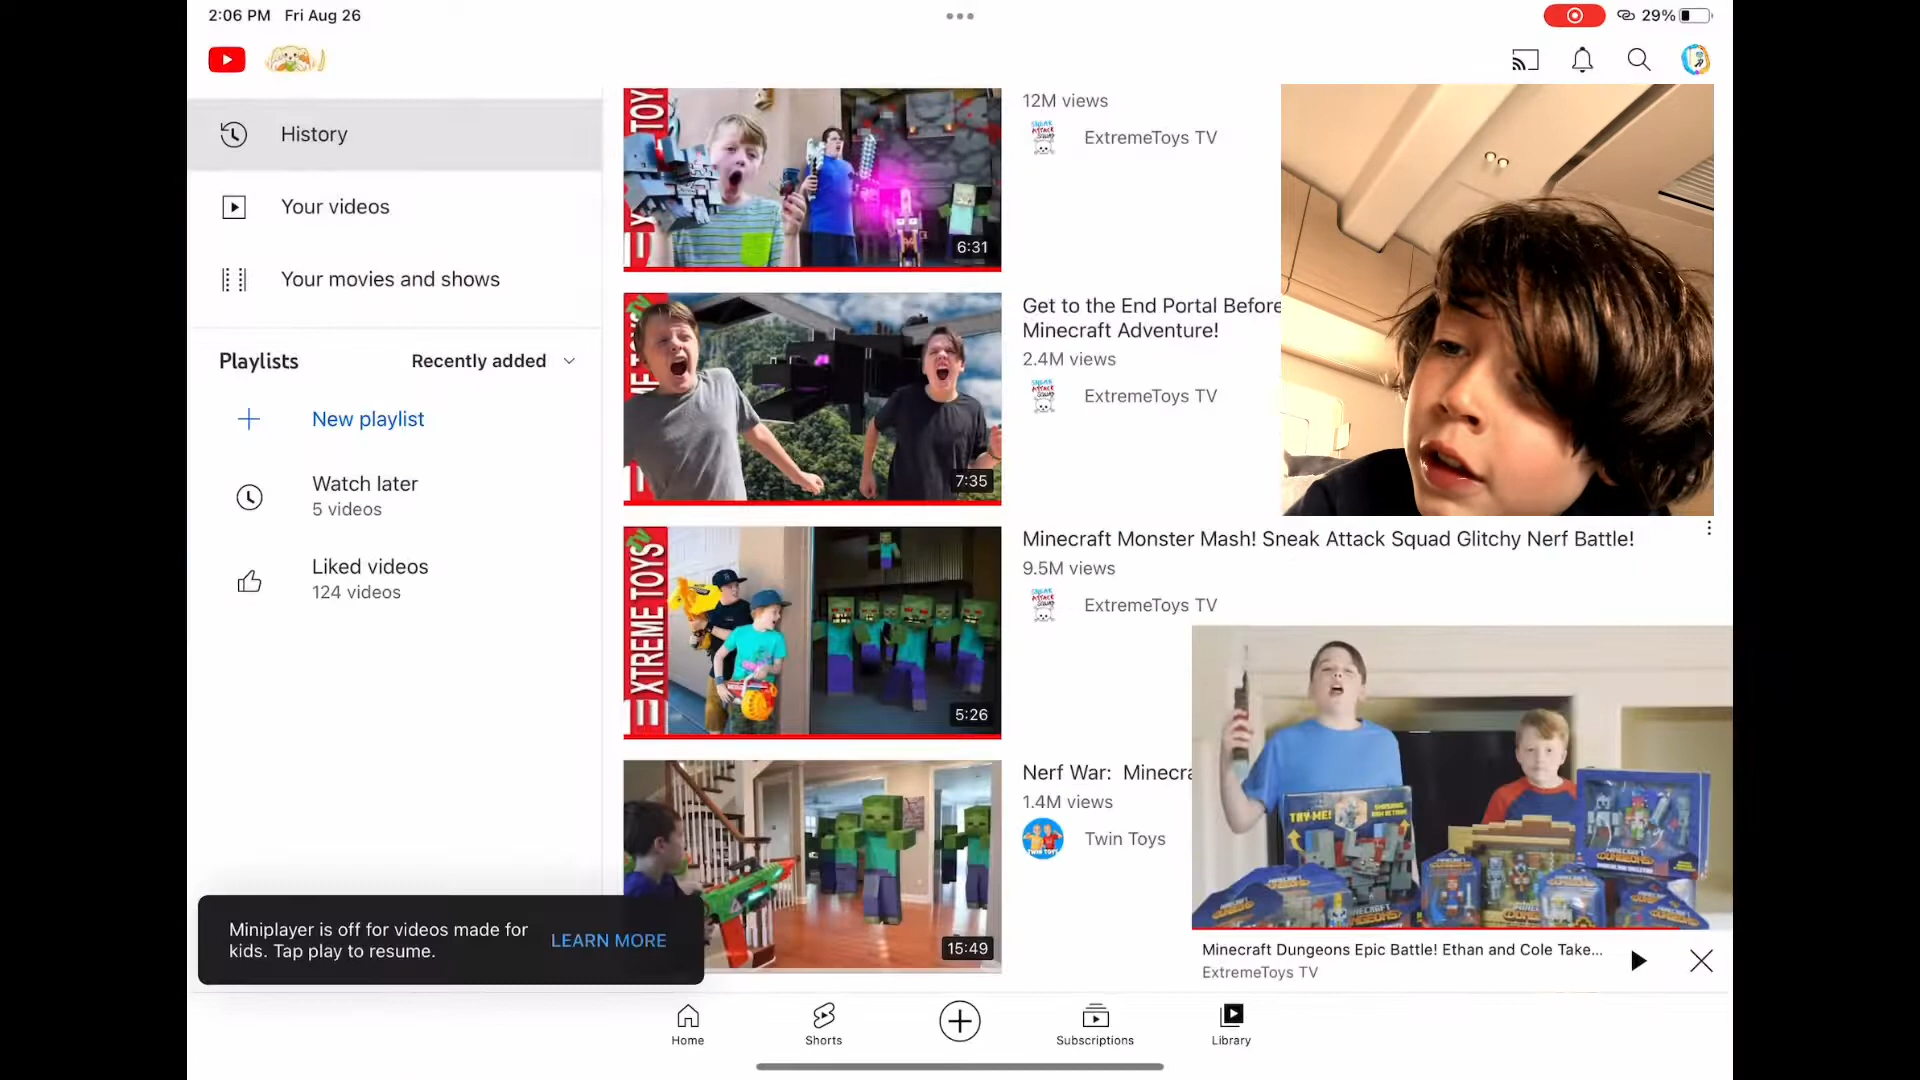 2:06 PM Fri Aug 26
29%
History
Your videos
Your movies and shows
Playlists
Recently added
New playlist
Watch later
5 videos
Liked videos
124 videos
TOY
6:31
12M views
ExtremeToys TV
7:35
Get to the End Portal Before
Minecraft Adventure!
2.4M views
ExtremeToys TV
XTREME TOYS
TV
5:26
Minecraft Monster Mash! Sneak Attack Squad Glitchy Nerf Battle!
9.5M views
ExtremeToys TV
15:49
Nerf War: Minecra
1.4M views
Twin Toys
TRY ME!
Minecraft Dungeons Epic Battle! Ethan and Cole Take...
ExtremeToys TV
Miniplayer is off for videos made for
kids. Tap play to resume.
LEARN MORE
Home
Shorts
Subscriptions
Library